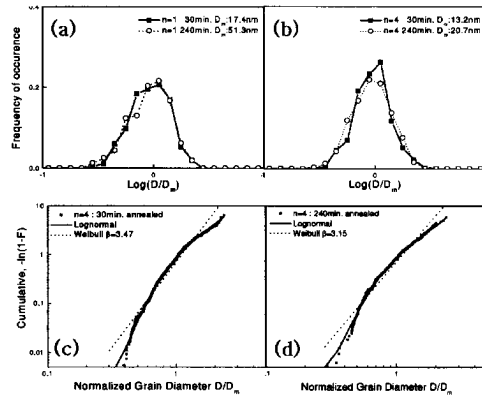 (a)
n=1 30min. Dm:17.4nm
n=1 240min. Dm:51.3nm
(b)
n=4 30min. Dm:13.2nm
n=4 240min. Dm:20.7nm
Frequency of occurence
0.4
0.2
0.0
-1 0 1
Log(D/Dm)
-1 0 1
Log(D/Dm)
n=4 : 30min. annealed
Lognormal
Weibull β=3.47
n=4 : 240min. annealed
Lognormal
Weibull β=3.15
Cumulative, -ln(1-F)
10
1
0.1
0.01
(c)
(d)
0.1 1
Normalized Grain Diameter D/Dm
0.1 1
Normalized Grain Diameter D/Dm